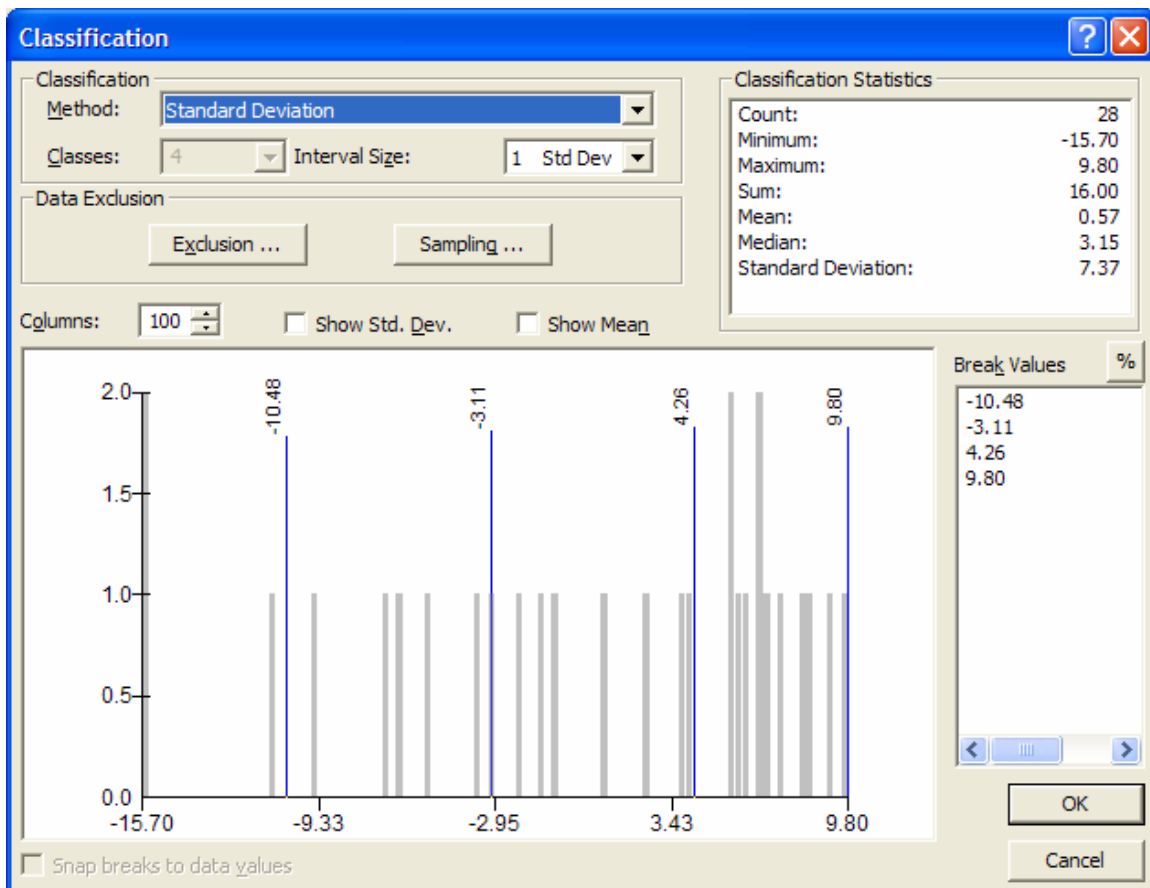 Classification
Classification
Method: Standard Deviation
Classes: 4 Interval Size: 1 Std Dev
Data Exclusion
Exclusion ... Sampling ...
Classification Statistics
Count: 28
Minimum: -15.70
Maximum: 9.80
Sum: 16.00
Mean: 0.57
Median: 3.15
Standard Deviation: 7.37
Columns: 100 Show Std. Dev. Show Mean
-10.48 -3.11 4.26 9.80
2.0
1.5
1.0
0.5
0.0
-15.70 -9.33 -2.95 3.43 9.80
Break Values %
-10.48
-3.11
4.26
9.80
OK
Cancel
Snap breaks to data values